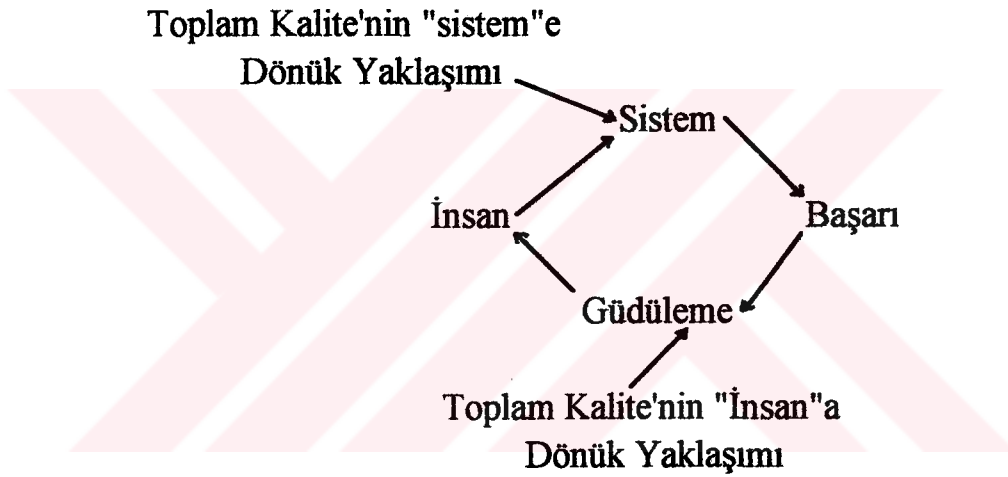 Toplam Kalite'nin "sistem"e
Dönük Yaklaşımı
Sistem
İnsan
Başarı
Güdüleme
Toplam Kalite'nin "İnsan"a
Dönük Yaklaşımı